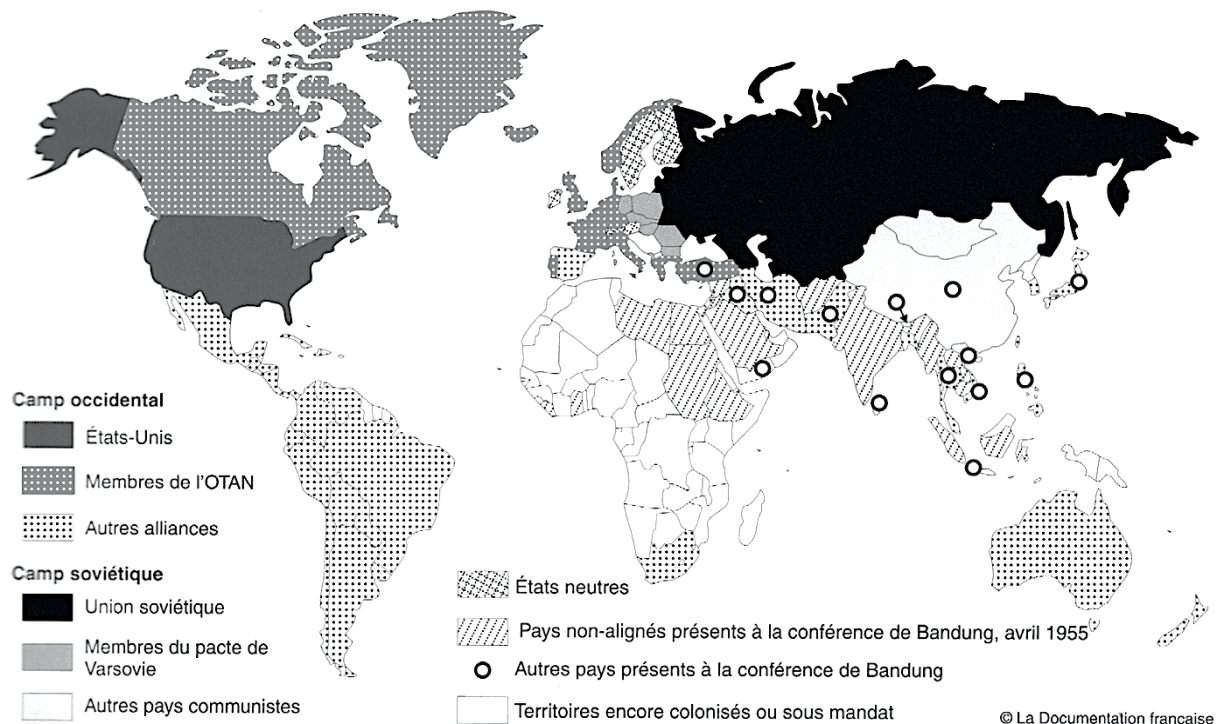 Camp occidental
États-Unis
Membres de l'OTAN
Autres alliances
Camp soviétique
Union soviétique
Membres du pacte de
Varsovie
Autres pays communistes
États neutres
Pays non-alignés présents à la conférence de Bandung, avril 1955
Autres pays présents à la conférence de Bandung
Territoires encore colonisés ou sous mandat
© La Documentation française